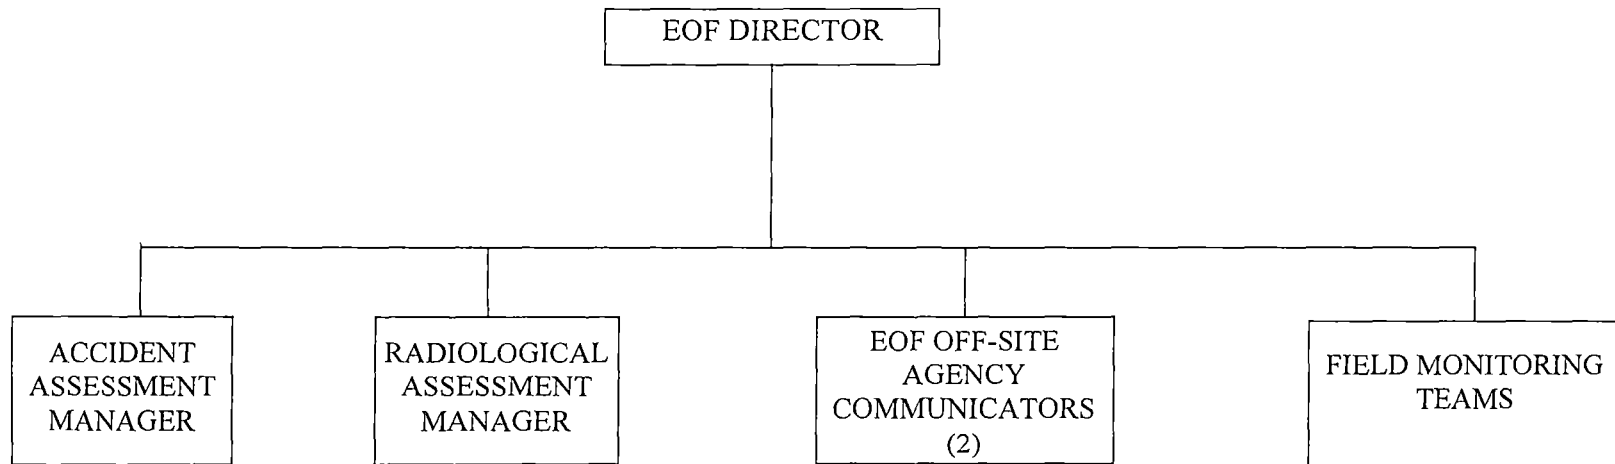 EOF DIRECTOR
ACCIDENT
ASSESSMENT
MANAGER
RADIOLOGICAL
ASSESSMENT
MANAGER
EOF OFF-SITE
AGENCY
COMMUNICATORS
(2)
FIELD MONITORING
TEAMS